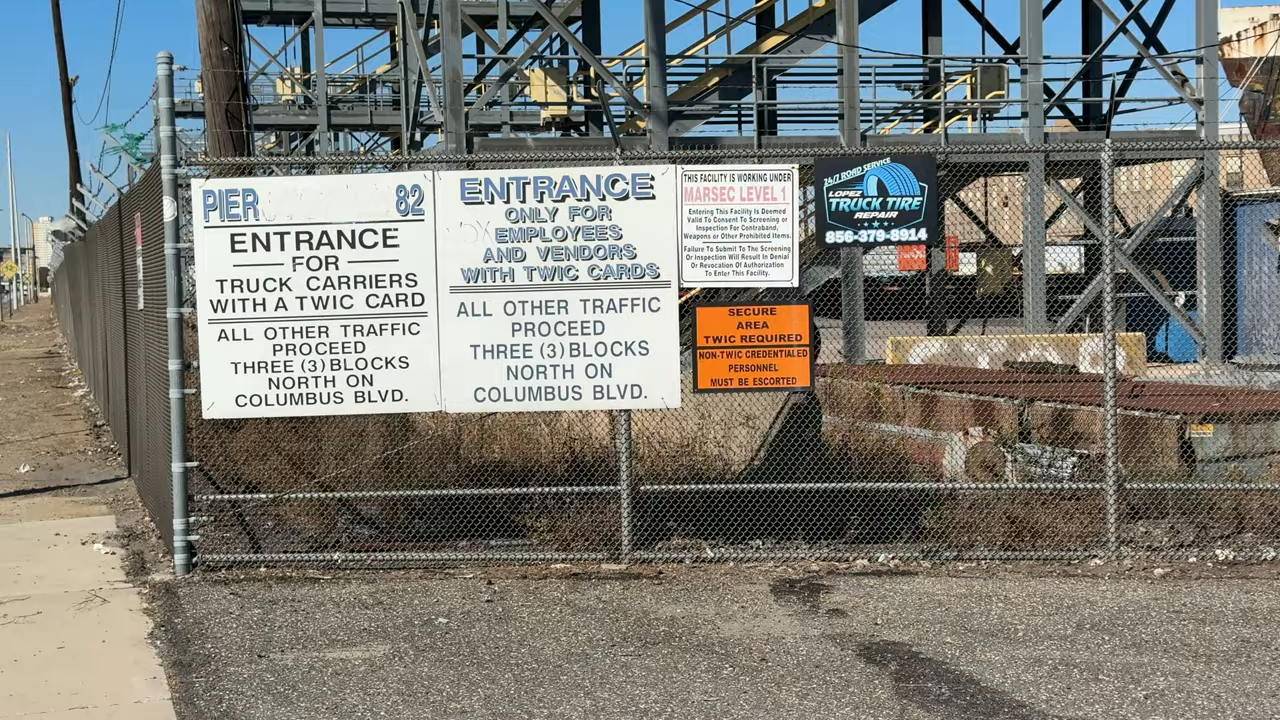 PIER 82
ENTRANCE
FOR
TRUCK CARRIERS
WITH A TWIC CARD
ALL OTHER TRAFFIC
PROCEED
THREE (3) BLOCKS
NORTH ON
COLUMBUS BLVD.
ENTRANCE
ONLY FOR
EMPLOYEES
AND VENDORS
WITH TWIC CARDS
ALL OTHER TRAFFIC
PROCEED
THREE (3) BLOCKS
NORTH ON
COLUMBUS BLVD.
THIS FACILITY IS WORKING UNDER
MARSEC LEVEL 1
Entering This Facility Is Deemed
Valid To Consent To Screening or
Inspection For Contraband,
Weapons or Other Prohibited Items.
Failure To Submit To The Screening
Or Inspection Will Result In Denial
Or Revocation Of Authorization
To Enter This Facility.
SECURE
AREA
TWIC REQUIRED
NON-TWIC CREDENTIALED
PERSONNEL
MUST BE ESCORTED
24/7 ROAD SERVICE
LOPEZ
TRUCK TIRE
REPAIR
856-379-8914